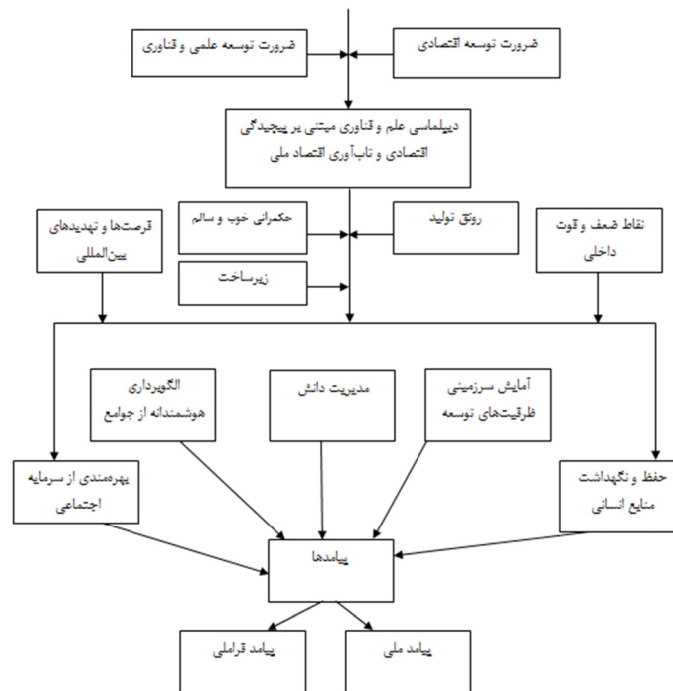 ضرورت توسعه اقتصادی
ضرورت توسعه علمی و فناوری
دیپلماسی علم و فناوری مبتنی بر پیچیدگی
اقتصادی و تاب‌آوری اقتصاد ملی
نقاط ضعف و قوت
داخلی
رونق تولید
حکمرانی خوب و سالم
فرصت‌ها و تهدیدهای
بین‌المللی
زیرساخت
آمایش سرزمینی
ظرفیت‌های توسعه
مدیریت دانش
الگوبرداری
هوشمندانه از جوامع
حفظ و نگهداشت
منابع انسانی
بهره‌مندی از سرمایه
اجتماعی
پیامدها
پیامد ملی
پیامد فراملی